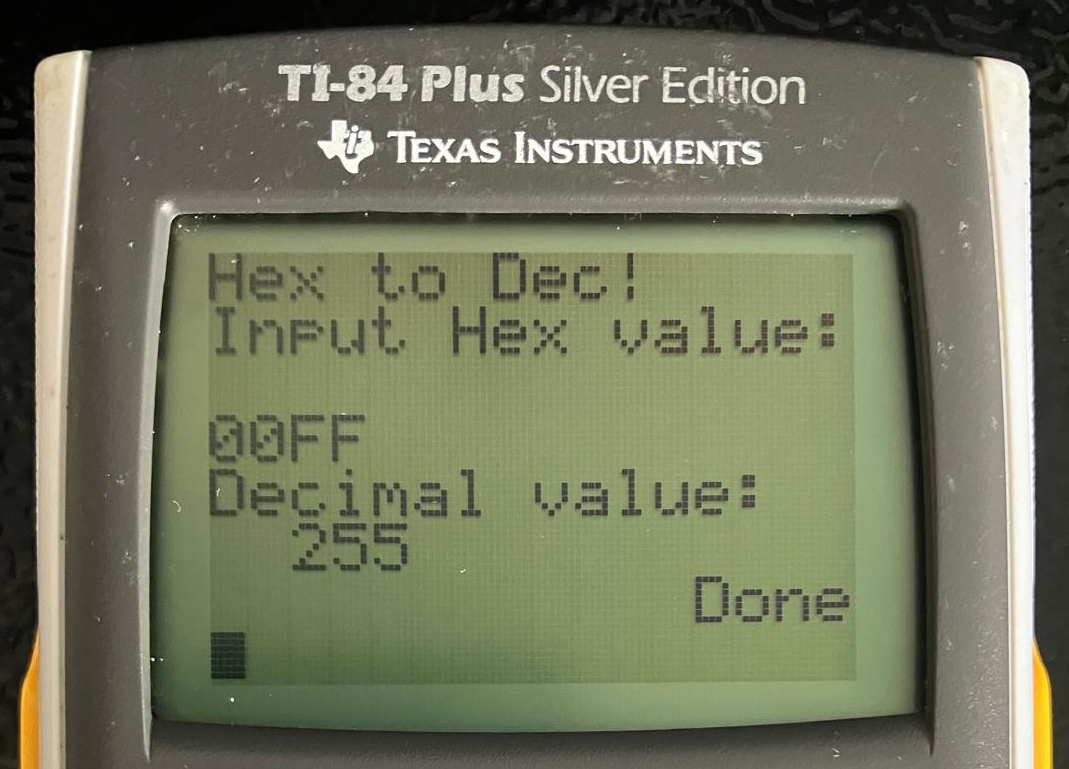 TI-84 Plus Silver Edition
TEXAS INSTRUMENTS
Hex to Dec!
Input Hex value:
00FF
Decimal value:
255
Done